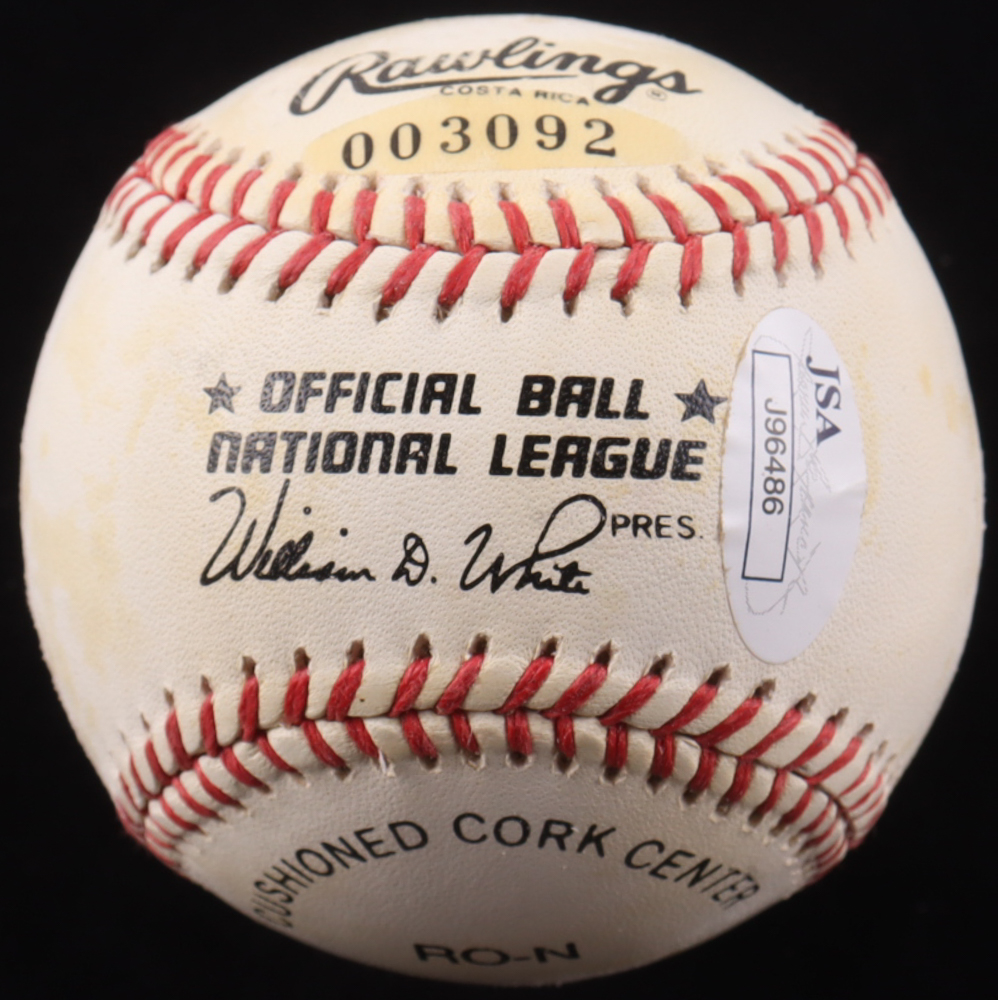 Rawlings ®
COSTA RICA
003092
★ OFFICIAL BALL ★
NATIONAL LEAGUE
William D. White PRES.
JSA
J96486
CUSHIONED CORK CENTER
RO-N